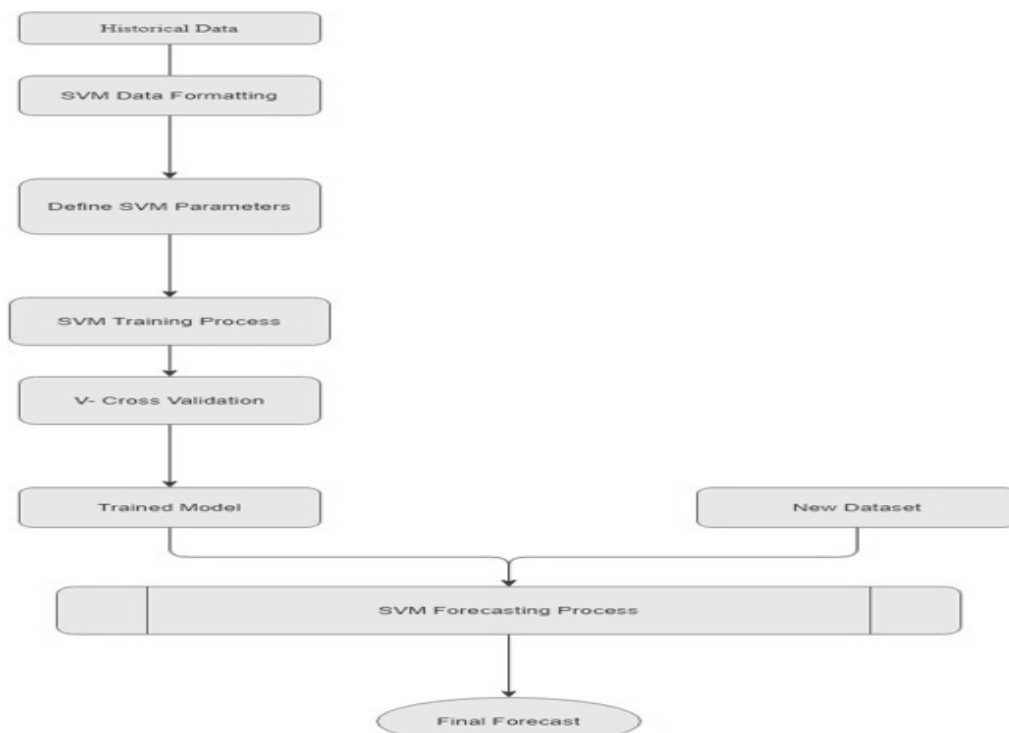 Historical Data
SVM Data Formatting
Define SVM Parameters
SVM Training Process
V- Cross Validation
Trained Model
New Dataset
SVM Forecasting Process
Final Forecast